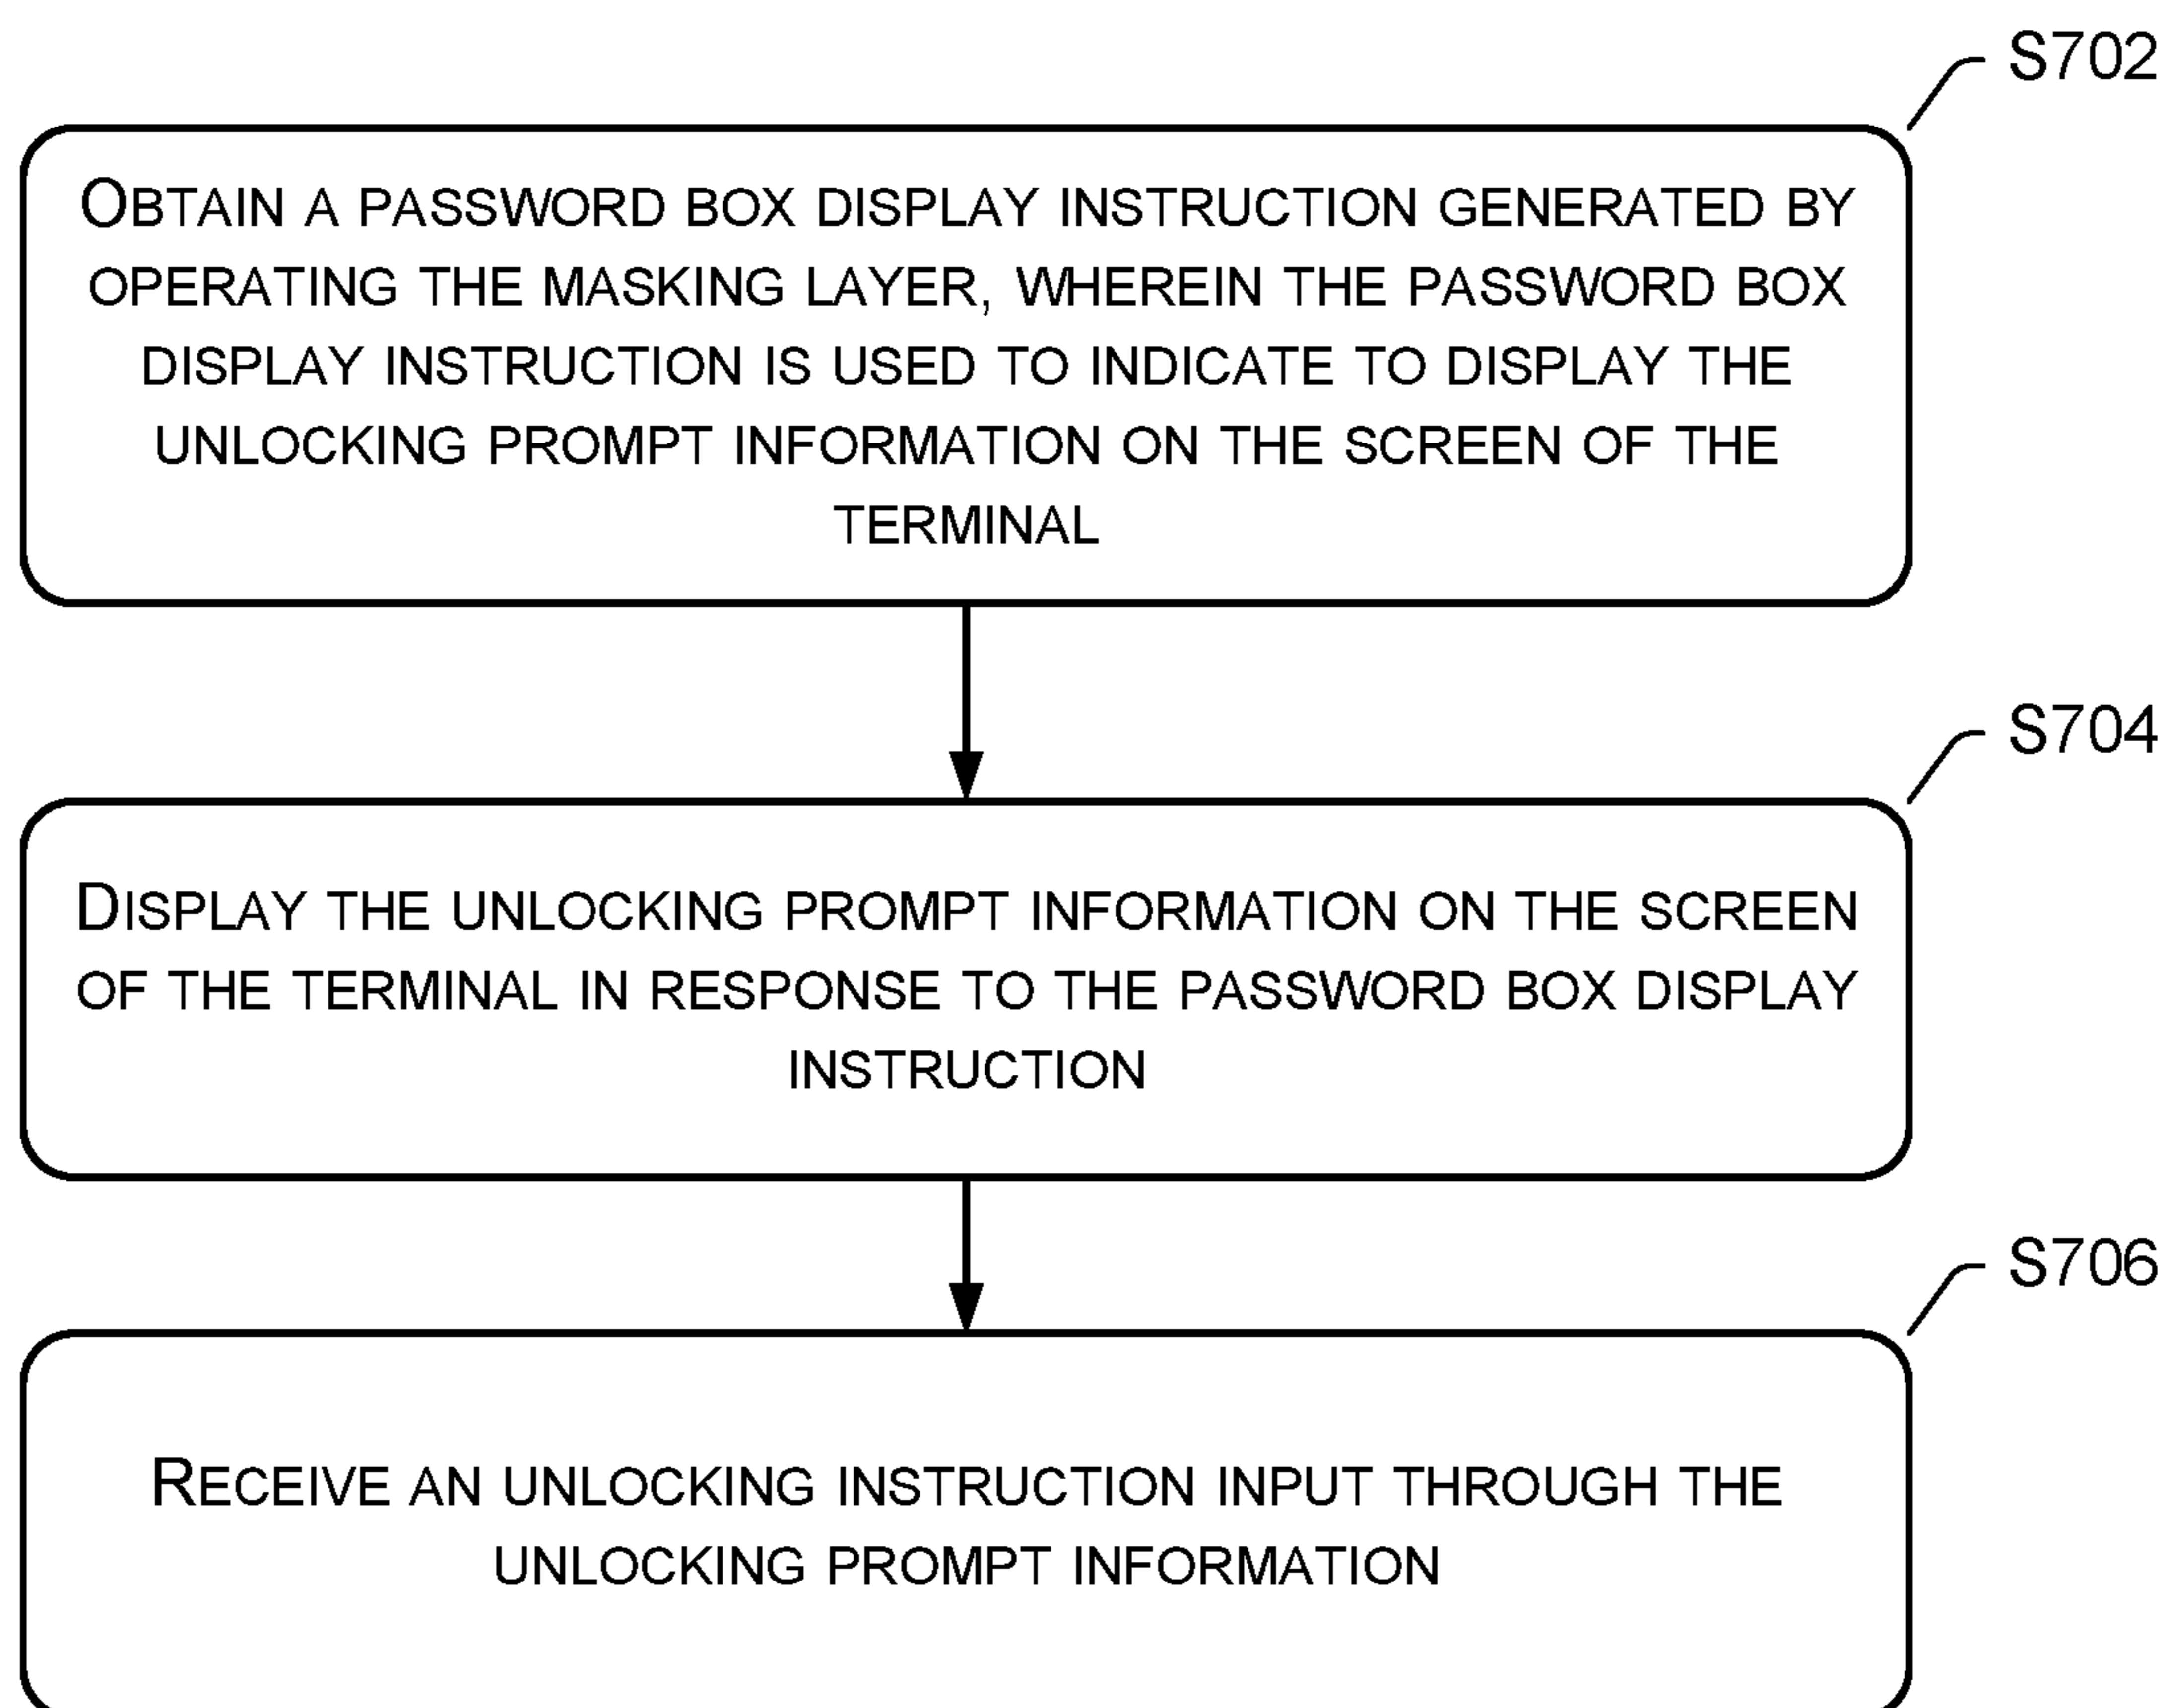 S702
OBTAIN A PASSWORD BOX DISPLAY INSTRUCTION GENERATED BY
OPERATING THE MASKING LAYER, WHEREIN THE PASSWORD BOX
DISPLAY INSTRUCTION IS USED TO INDICATE TO DISPLAY THE
UNLOCKING PROMPT INFORMATION ON THE SCREEN OF THE
TERMINAL
S704
DISPLAY THE UNLOCKING PROMPT INFORMATION ON THE SCREEN
OF THE TERMINAL IN RESPONSE TO THE PASSWORD BOX DISPLAY
INSTRUCTION
S706
RECEIVE AN UNLOCKING INSTRUCTION INPUT THROUGH THE
UNLOCKING PROMPT INFORMATION